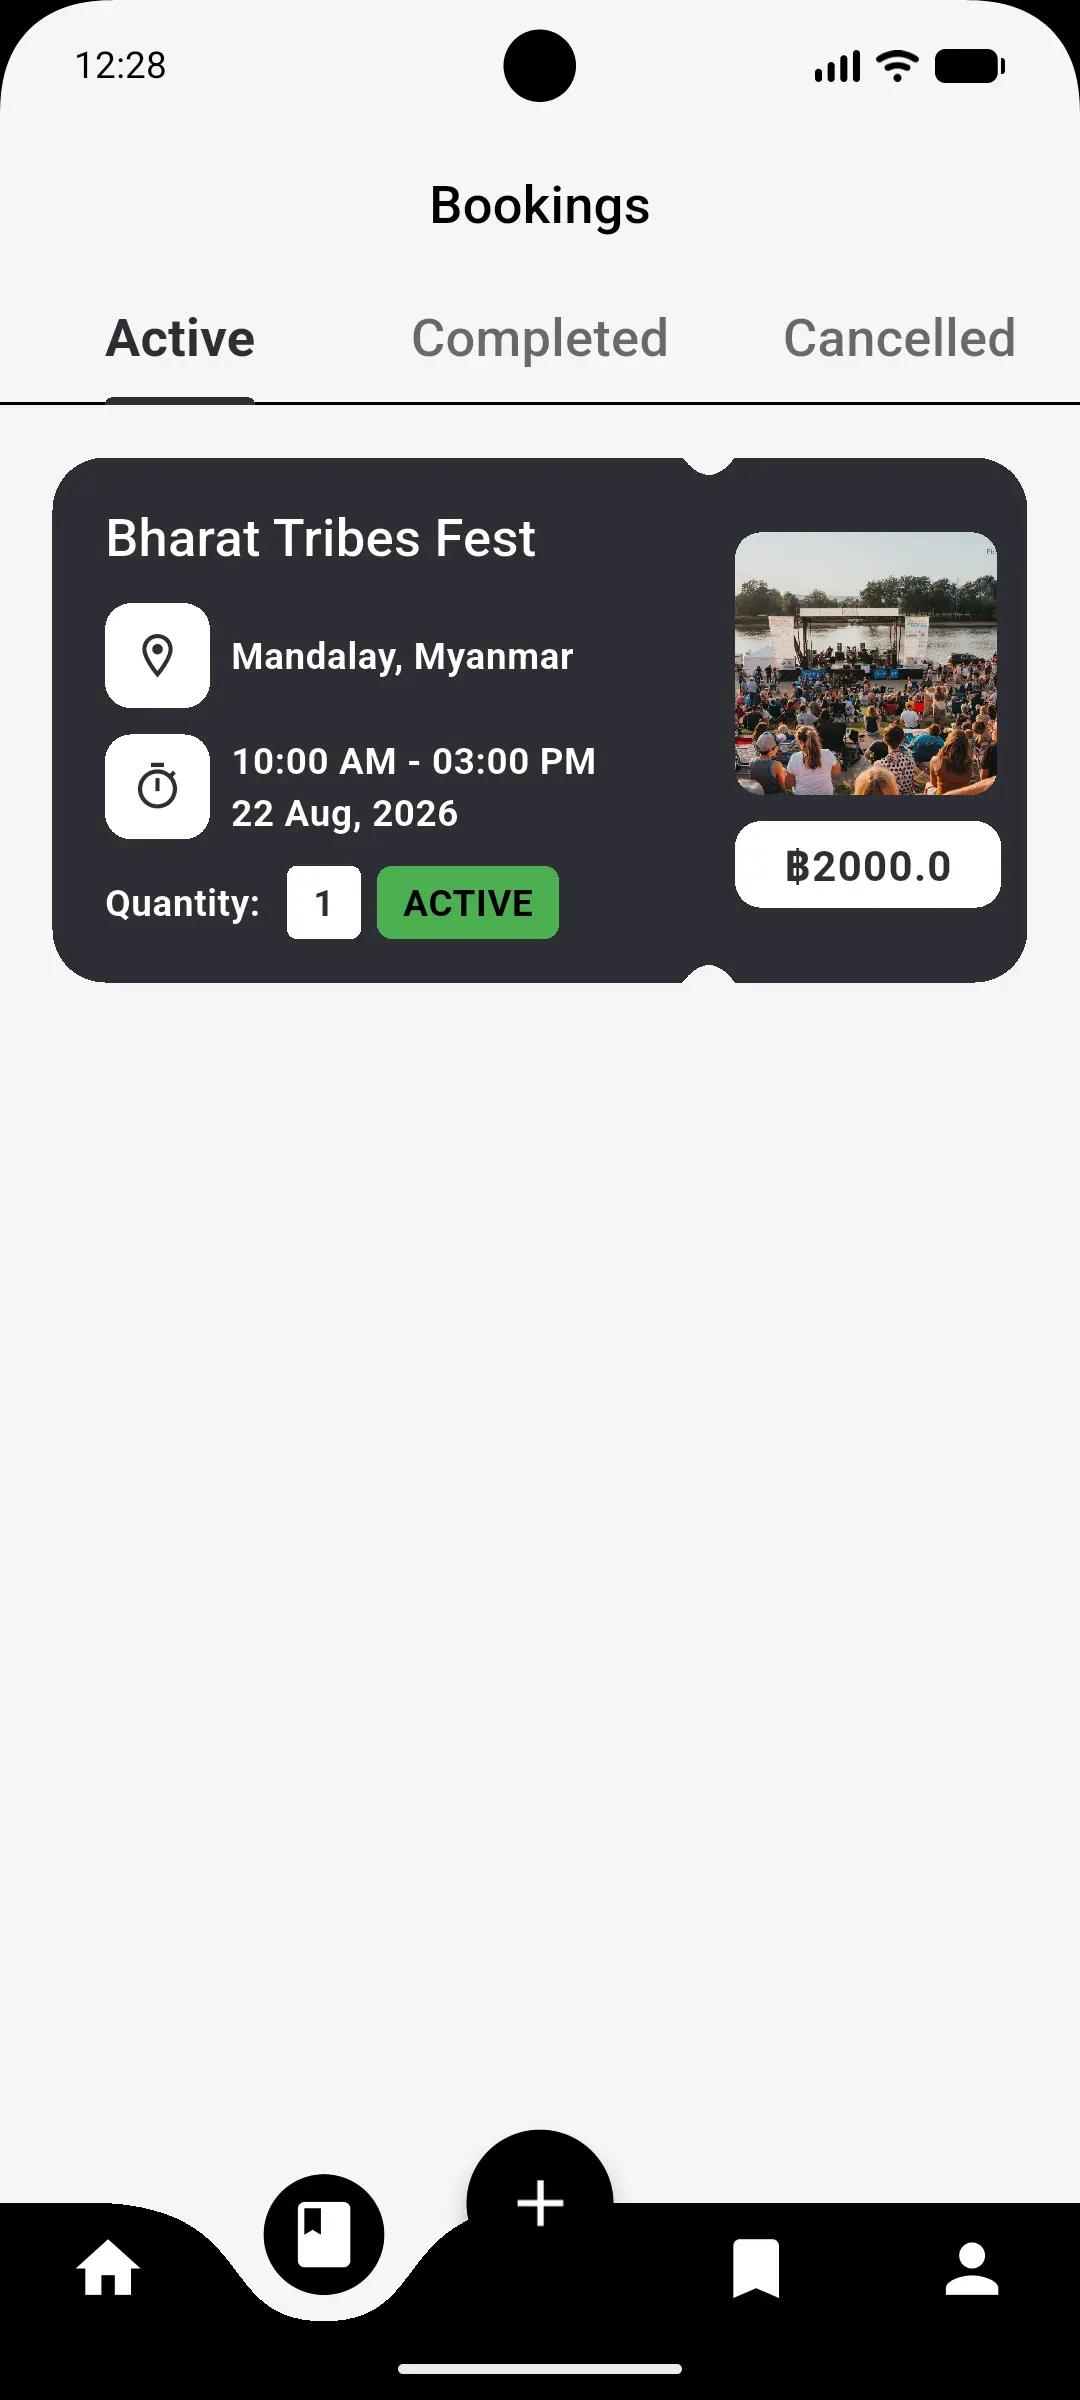 12:28
Bookings
Active
Completed
Cancelled
Bharat Tribes Fest
Mandalay, Myanmar
10:00 AM - 03:00 PM
22 Aug, 2026
Quantity:
1
ACTIVE
฿2000.0